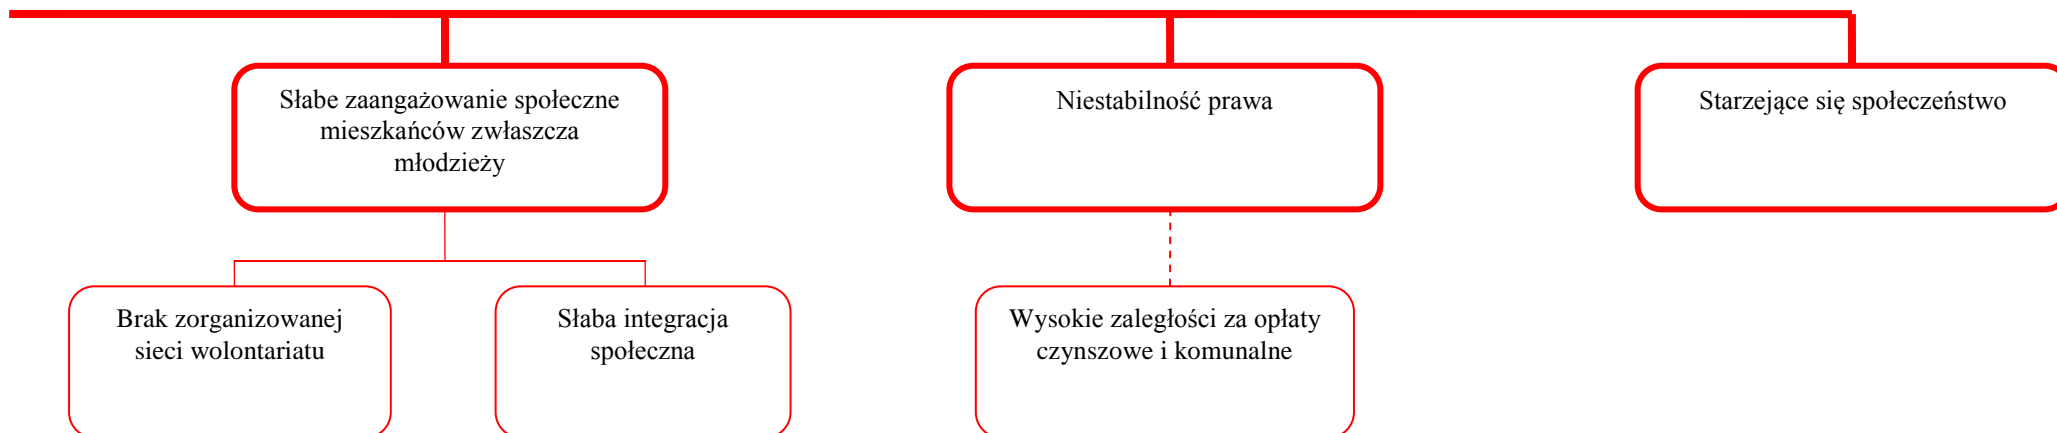 Słabe zaangażowanie społeczne
mieszkańców zwłaszcza
młodzieży
Niestabilność prawa
Starzejące się społeczeństwo
Brak zorganizowanej
sieci wolontariatu
Słaba integracja
społeczna
Wysokie zaległości za opłaty
czynszowe i komunalne